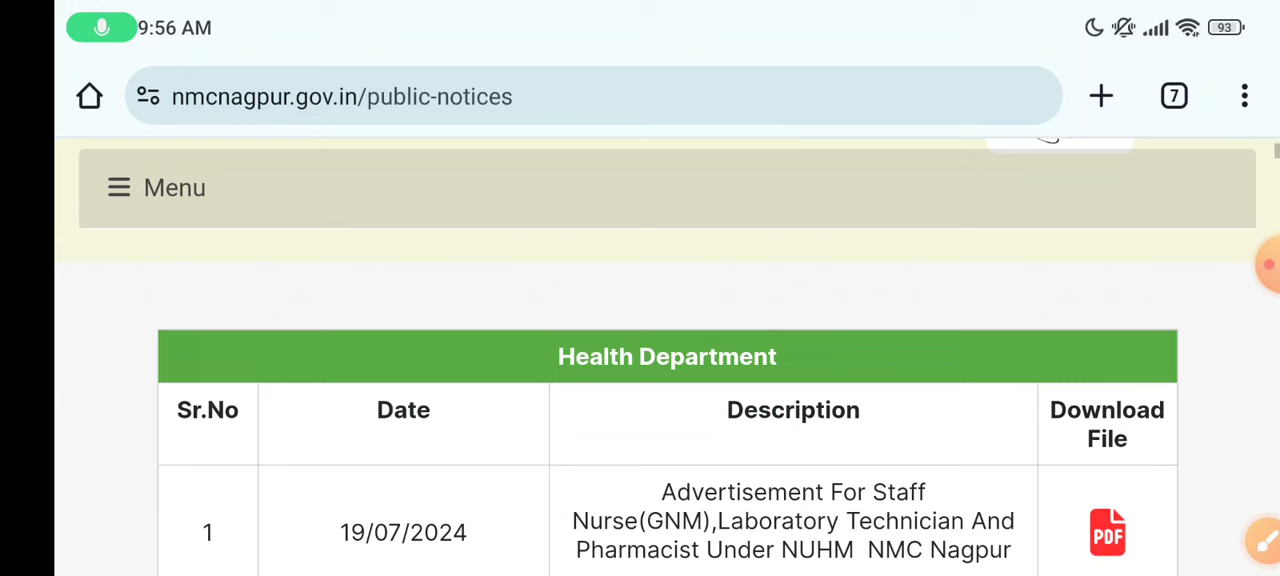 9:56 AM
93
nmcnagpur.gov.in/public-notices
7
Menu
Health Department
Sr.No Date Description Download File
1 19/07/2024 Advertisement For Staff
Nurse(GNM),Laboratory Technician And
Pharmacist Under NUHM NMC Nagpur
PDF